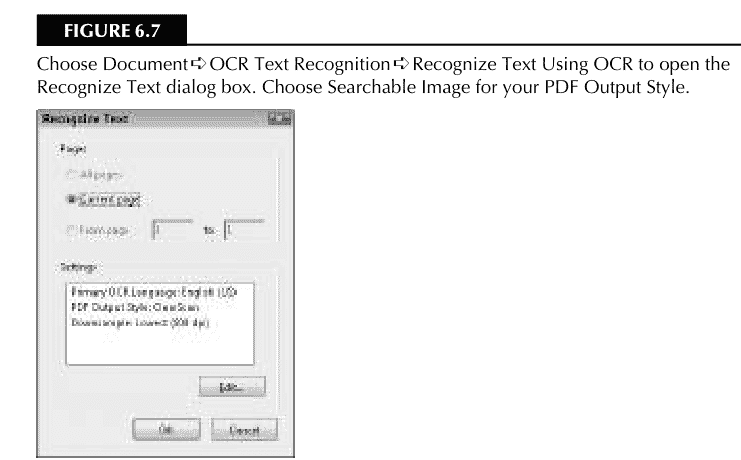 FIGURE 6.7
Choose Document➪OCR Text Recognition➪Recognize Text Using OCR to open the
Recognize Text dialog box. Choose Searchable Image for your PDF Output Style.
Recognize Text
Pages
All pages
Current page
From page 1 to 1
Settings
Primary OCR Language: English (US)
PDF Output Style: ClearScan
Downsample: Lowest (600 dpi)
Edit...
OK Cancel